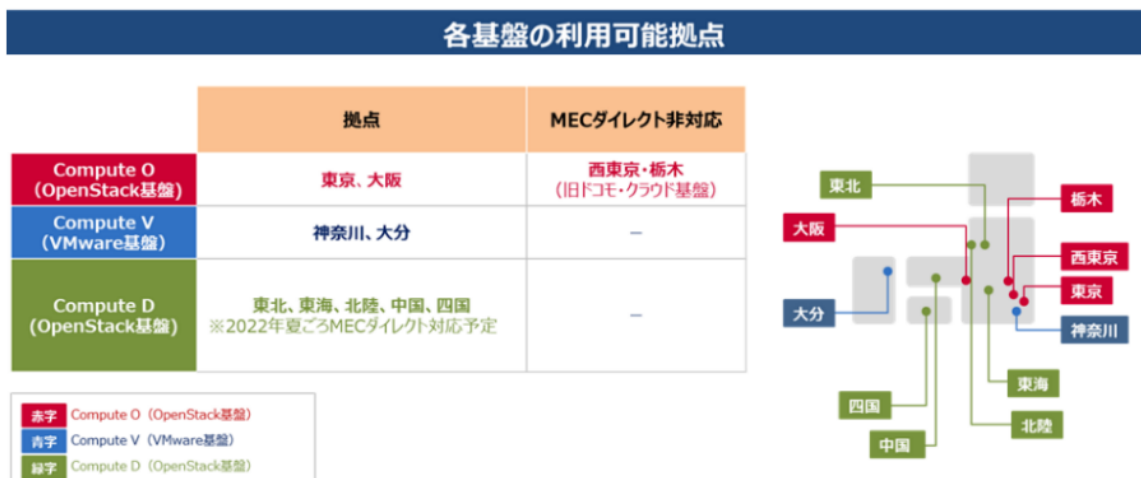 各基盤の利用可能拠点
拠点
MECダイレクト非対応
Compute O
(OpenStack基盤)
東京、大阪
西東京・栃木
(旧ドコモ・クラウド基盤)
Compute V
(VMware基盤)
神奈川、大分
－
Compute D
(OpenStack基盤)
東北、東海、北陸、中国、四国
※2022年夏ごろMECダイレクト対応予定
－
東北
栃木
大阪
西東京
東京
大分
神奈川
東海
四国
北陸
中国
赤字 Compute O (OpenStack基盤)
青字 Compute V (VMware基盤)
緑字 Compute D (OpenStack基盤)